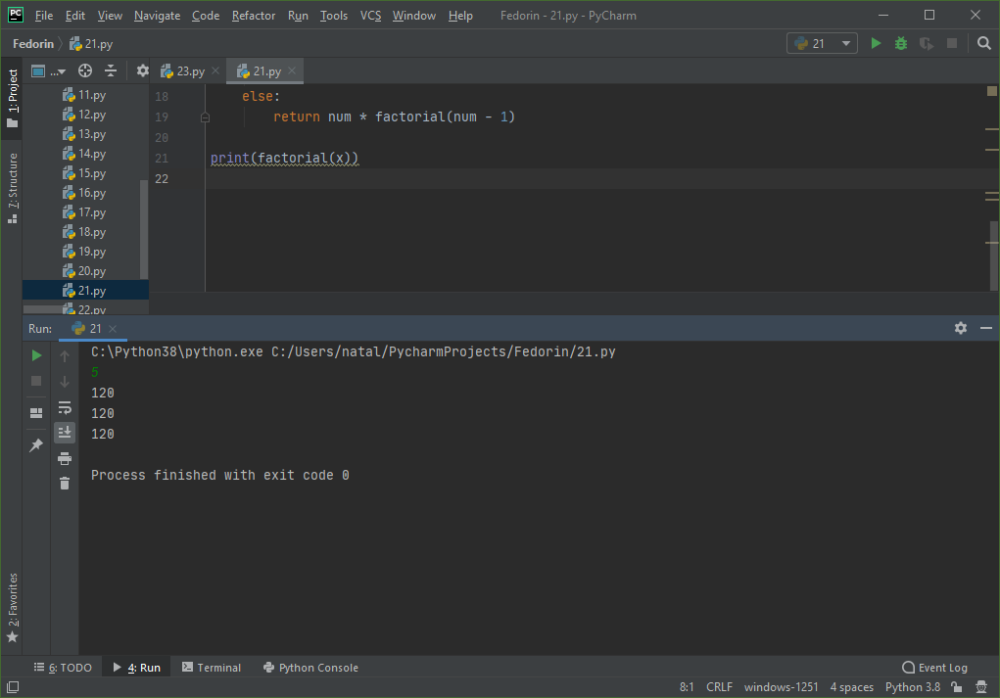 PC File Edit View Navigate Code Refactor Run Tools VCS Window Help Fedorin - 21.py - PyCharm
Fedorin 21.py 21
1: Project
... 23.py 21.py
11.py
12.py
13.py
14.py
15.py
16.py
17.py
18.py
19.py
20.py
21.py
22.py
7: Structure
18 else:
19 return num * factorial(num - 1)
20
21 print(factorial(x))
22
Run: 21
C:\Python38\python.exe C:/Users/natal/PycharmProjects/Fedorin/21.py
5
120
120
120
Process finished with exit code 0
2: Favorites
6: TODO 4: Run Terminal Python Console Event Log
8:1 CRLF windows-1251 4 spaces Python 3.8